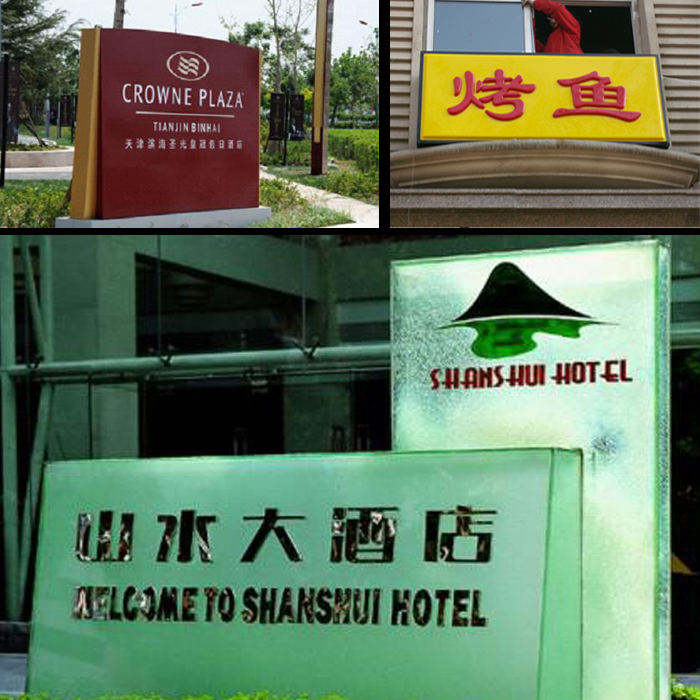 CROWNE PLAZA
TIANJIN BINHAI
天津滨海圣光皇冠假日酒店
烤鱼
SHANSHUI HOTEL
山水大酒店
WELCOME TO SHANSHUI HOTEL